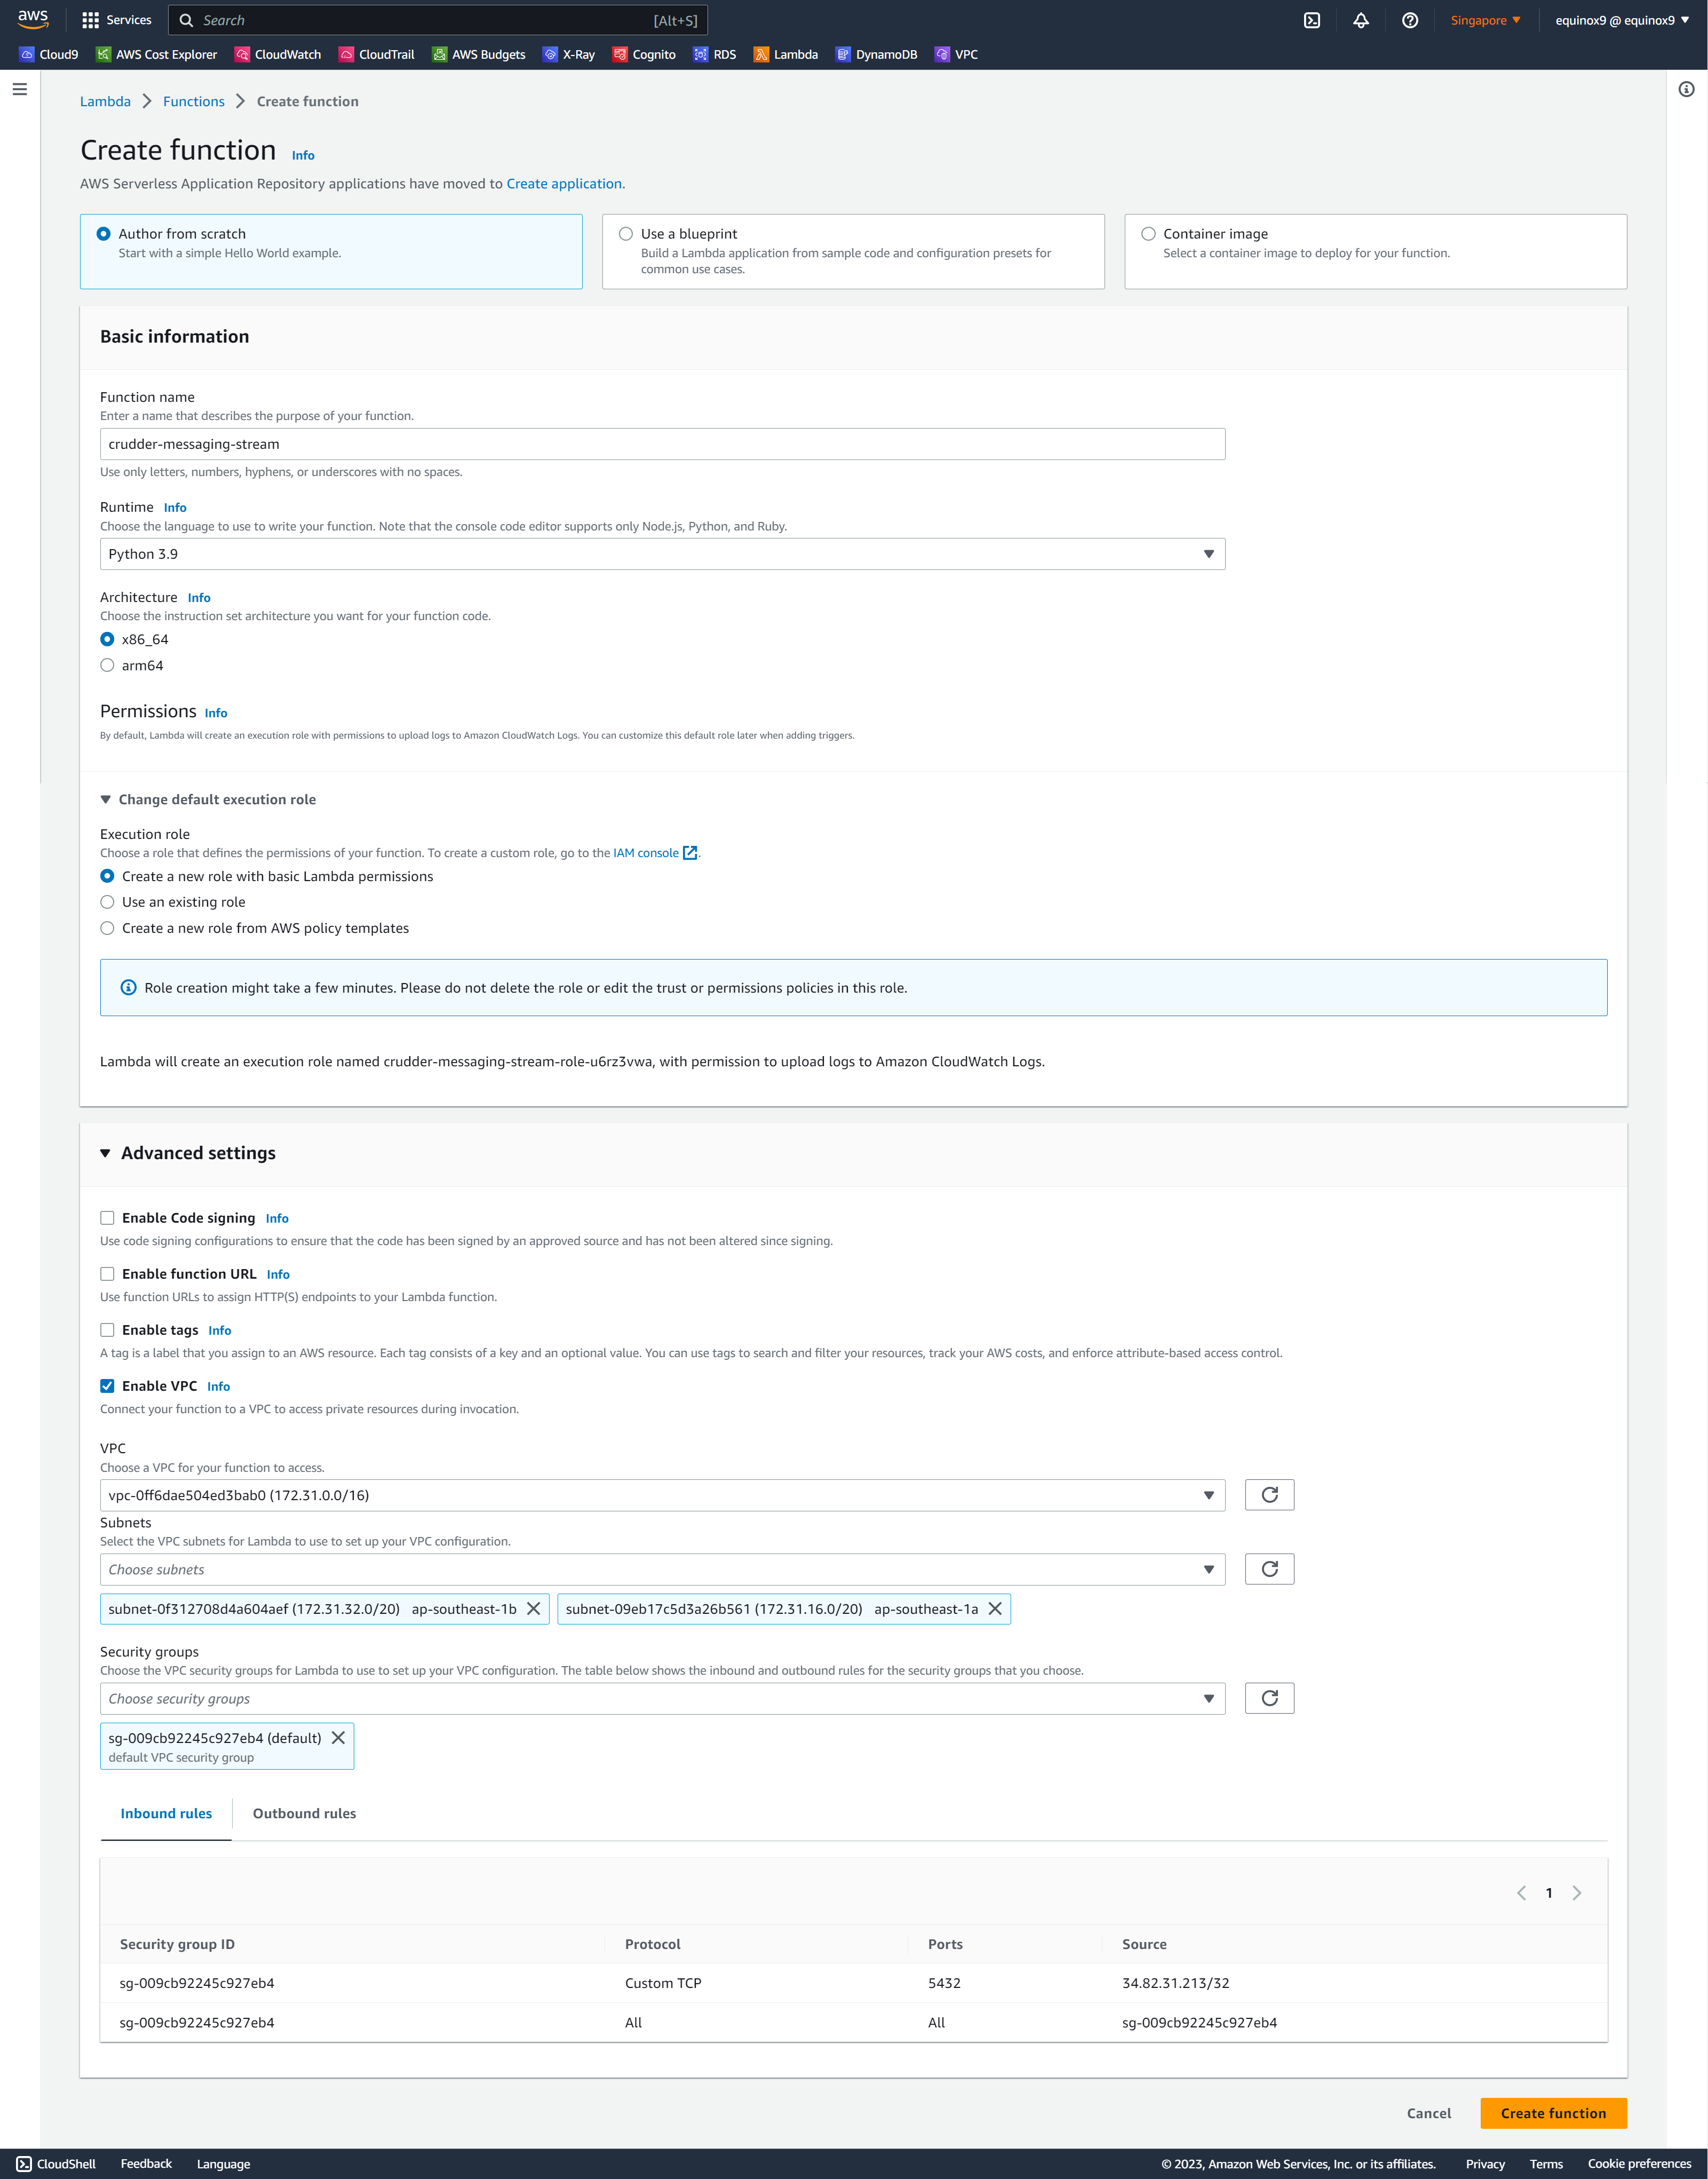 aws
Services
Search [Alt+S]
Singapore
equinox9 @ equinox9
Cloud9 AWS Cost Explorer CloudWatch CloudTrail AWS Budgets X-Ray Cognito RDS Lambda DynamoDB VPC
Lambda Functions Create function
Create function Info
AWS Serverless Application Repository applications have moved to Create application.
Author from scratch
Start with a simple Hello World example.
Use a blueprint
Build a Lambda application from sample code and configuration presets for
common use cases.
Container image
Select a container image to deploy for your function.
Basic information
Function name
Enter a name that describes the purpose of your function.
crudder-messaging-stream
Use only letters, numbers, hyphens, or underscores with no spaces.
Runtime Info
Choose the language to use to write your function. Note that the console code editor supports only Node.js, Python, and Ruby.
Python 3.9
Architecture Info
Choose the instruction set architecture you want for your function code.
x86_64
arm64
Permissions Info
By default, Lambda will create an execution role with permissions to upload logs to Amazon CloudWatch Logs. You can customize this default role later when adding triggers.
Change default execution role
Execution role
Choose a role that defines the permissions of your function. To create a custom role, go to the IAM console.
Create a new role with basic Lambda permissions
Use an existing role
Create a new role from AWS policy templates
Role creation might take a few minutes. Please do not delete the role or edit the trust or permissions policies in this role.
Lambda will create an execution role named crudder-messaging-stream-role-u6rz3vwa, with permission to upload logs to Amazon CloudWatch Logs.
Advanced settings
Enable Code signing Info
Use code signing configurations to ensure that the code has been signed by an approved source and has not been altered since signing.
Enable function URL Info
Use function URLs to assign HTTP(S) endpoints to your Lambda function.
Enable tags Info
A tag is a label that you assign to an AWS resource. Each tag consists of a key and an optional value. You can use tags to search and filter your resources, track your AWS costs, and enforce attribute-based access control.
Enable VPC Info
Connect your function to a VPC to access private resources during invocation.
VPC
Choose a VPC for your function to access.
vpc-0ff6dae504ed3bab0 (172.31.0.0/16)
Subnets
Select the VPC subnets for Lambda to use to set up your VPC configuration.
Choose subnets
subnet-0f312708d4a604aef (172.31.32.0/20) ap-southeast-1b
subnet-09eb17c5d3a26b561 (172.31.16.0/20) ap-southeast-1a
Security groups
Choose the VPC security groups for Lambda to use to set up your VPC configuration. The table below shows the inbound and outbound rules for the security groups that you choose.
Choose security groups
sg-009cb92245c927eb4 (default)
default VPC security group
Inbound rules Outbound rules
1
Security group ID Protocol Ports Source
sg-009cb92245c927eb4 Custom TCP 5432 34.82.31.213/32
sg-009cb92245c927eb4 All All sg-009cb92245c927eb4
Cancel Create function
CloudShell Feedback Language © 2023, Amazon Web Services, Inc. or its affiliates. Privacy Terms Cookie preferences